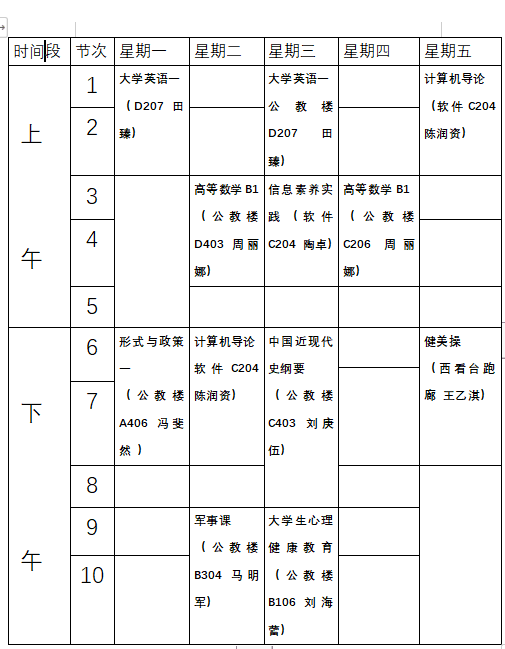 时间段 节次 星期一 星期二 星期三 星期四 星期五
上
午
1
2
3
4
5
大学英语一
（D207 田
臻）
大学英语一
公教楼
D207 田
臻）
计算机导论
（软件 C204
陈润资）
高等数学 B1
（公教楼
D403 周丽
娜）
信息素养实
践（软件
C204 陶卓）
高等数学 B1
（公教楼
C206 周丽
娜）
下
午
6
7
8
9
10
形式与政策
一
（公教楼
A406 冯斐
然 ）
计算机导论
软件 C204
陈润资）
中国近现代
史纲要
（公教楼
C403 刘庚
伍）
健美操
（西看台跑
廊 王乙淇）
军事课
（公教楼
B304 马明
军）
大学生心理
健康教育
（公教楼
B106 刘海
蕾）